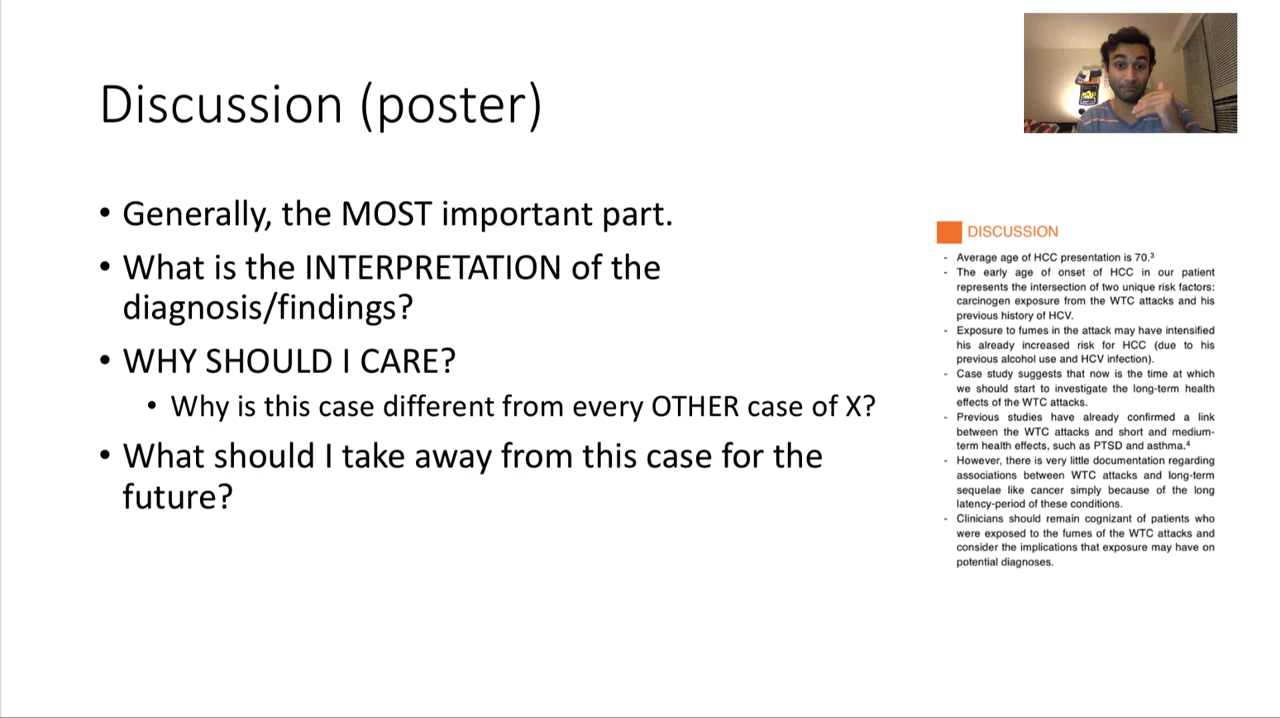 Discussion (poster)
• Generally, the MOST important part.
• What is the INTERPRETATION of the
diagnosis/findings?
• WHY SHOULD I CARE?
• Why is this case different from every OTHER case of X?
• What should I take away from this case for the
future?
DISCUSSION
- Average age of HCC presentation is 70.³
- The early age of onset of HCC in our patient
represents the intersection of two unique risk factors:
carcinogen exposure from the WTC attacks and his
previous history of HCV.
- Exposure to fumes in the attack may have intensified
his already increased risk for HCC (due to his
previous alcohol use and HCV infection).
- Case study suggests that now is the time at which
we should start to investigate the long-term health
effects of the WTC attacks.
- Previous studies have already confirmed a link
between the WTC attacks and short and medium-
term health effects, such as PTSD and asthma.⁴
- However, there is very little documentation regarding
associations between WTC attacks and long-term
sequelae like cancer simply because of the long
latency-period of these conditions.
- Clinicians should remain cognizant of patients who
were exposed to the fumes of the WTC attacks and
consider the implications that exposure may have on
potential diagnoses.